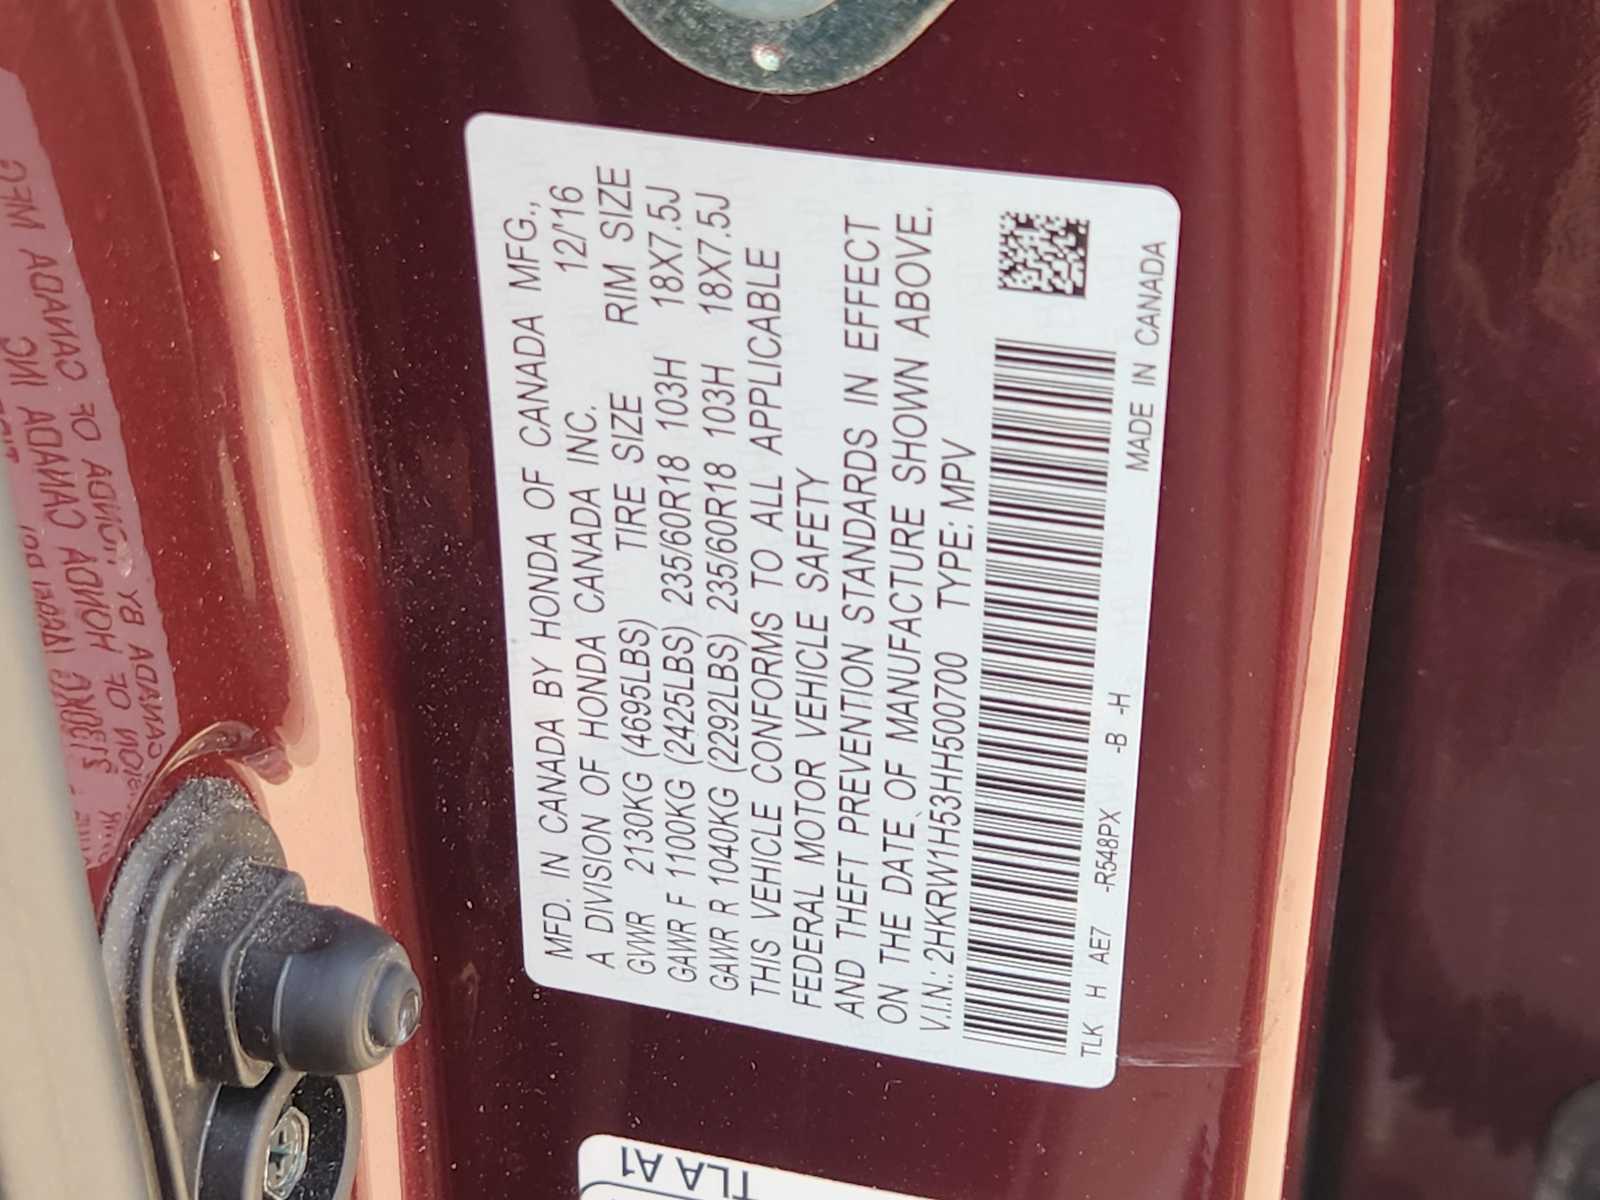 MFD. IN CANADA BY HONDA OF CANADA MFG.,
A DIVISION OF HONDA CANADA INC. 12/'16
GVWR 2130KG (4695LBS) TIRE SIZE RIM SIZE
GAWR F 1100KG (2425LBS) 235/60R18 103H 18X7.5J
GAWR R 1040KG (2292LBS) 235/60R18 103H 18X7.5J
THIS VEHICLE CONFORMS TO ALL APPLICABLE
FEDERAL MOTOR VEHICLE SAFETY
AND THEFT PREVENTION STANDARDS IN EFFECT
ON THE DATE OF MANUFACTURE SHOWN ABOVE.
V.I.N.: 2HKRW1H53HH500700 TYPE: MPV
TLK H AE7 -R548PX -B -H
MADE IN CANADA
TLA A1